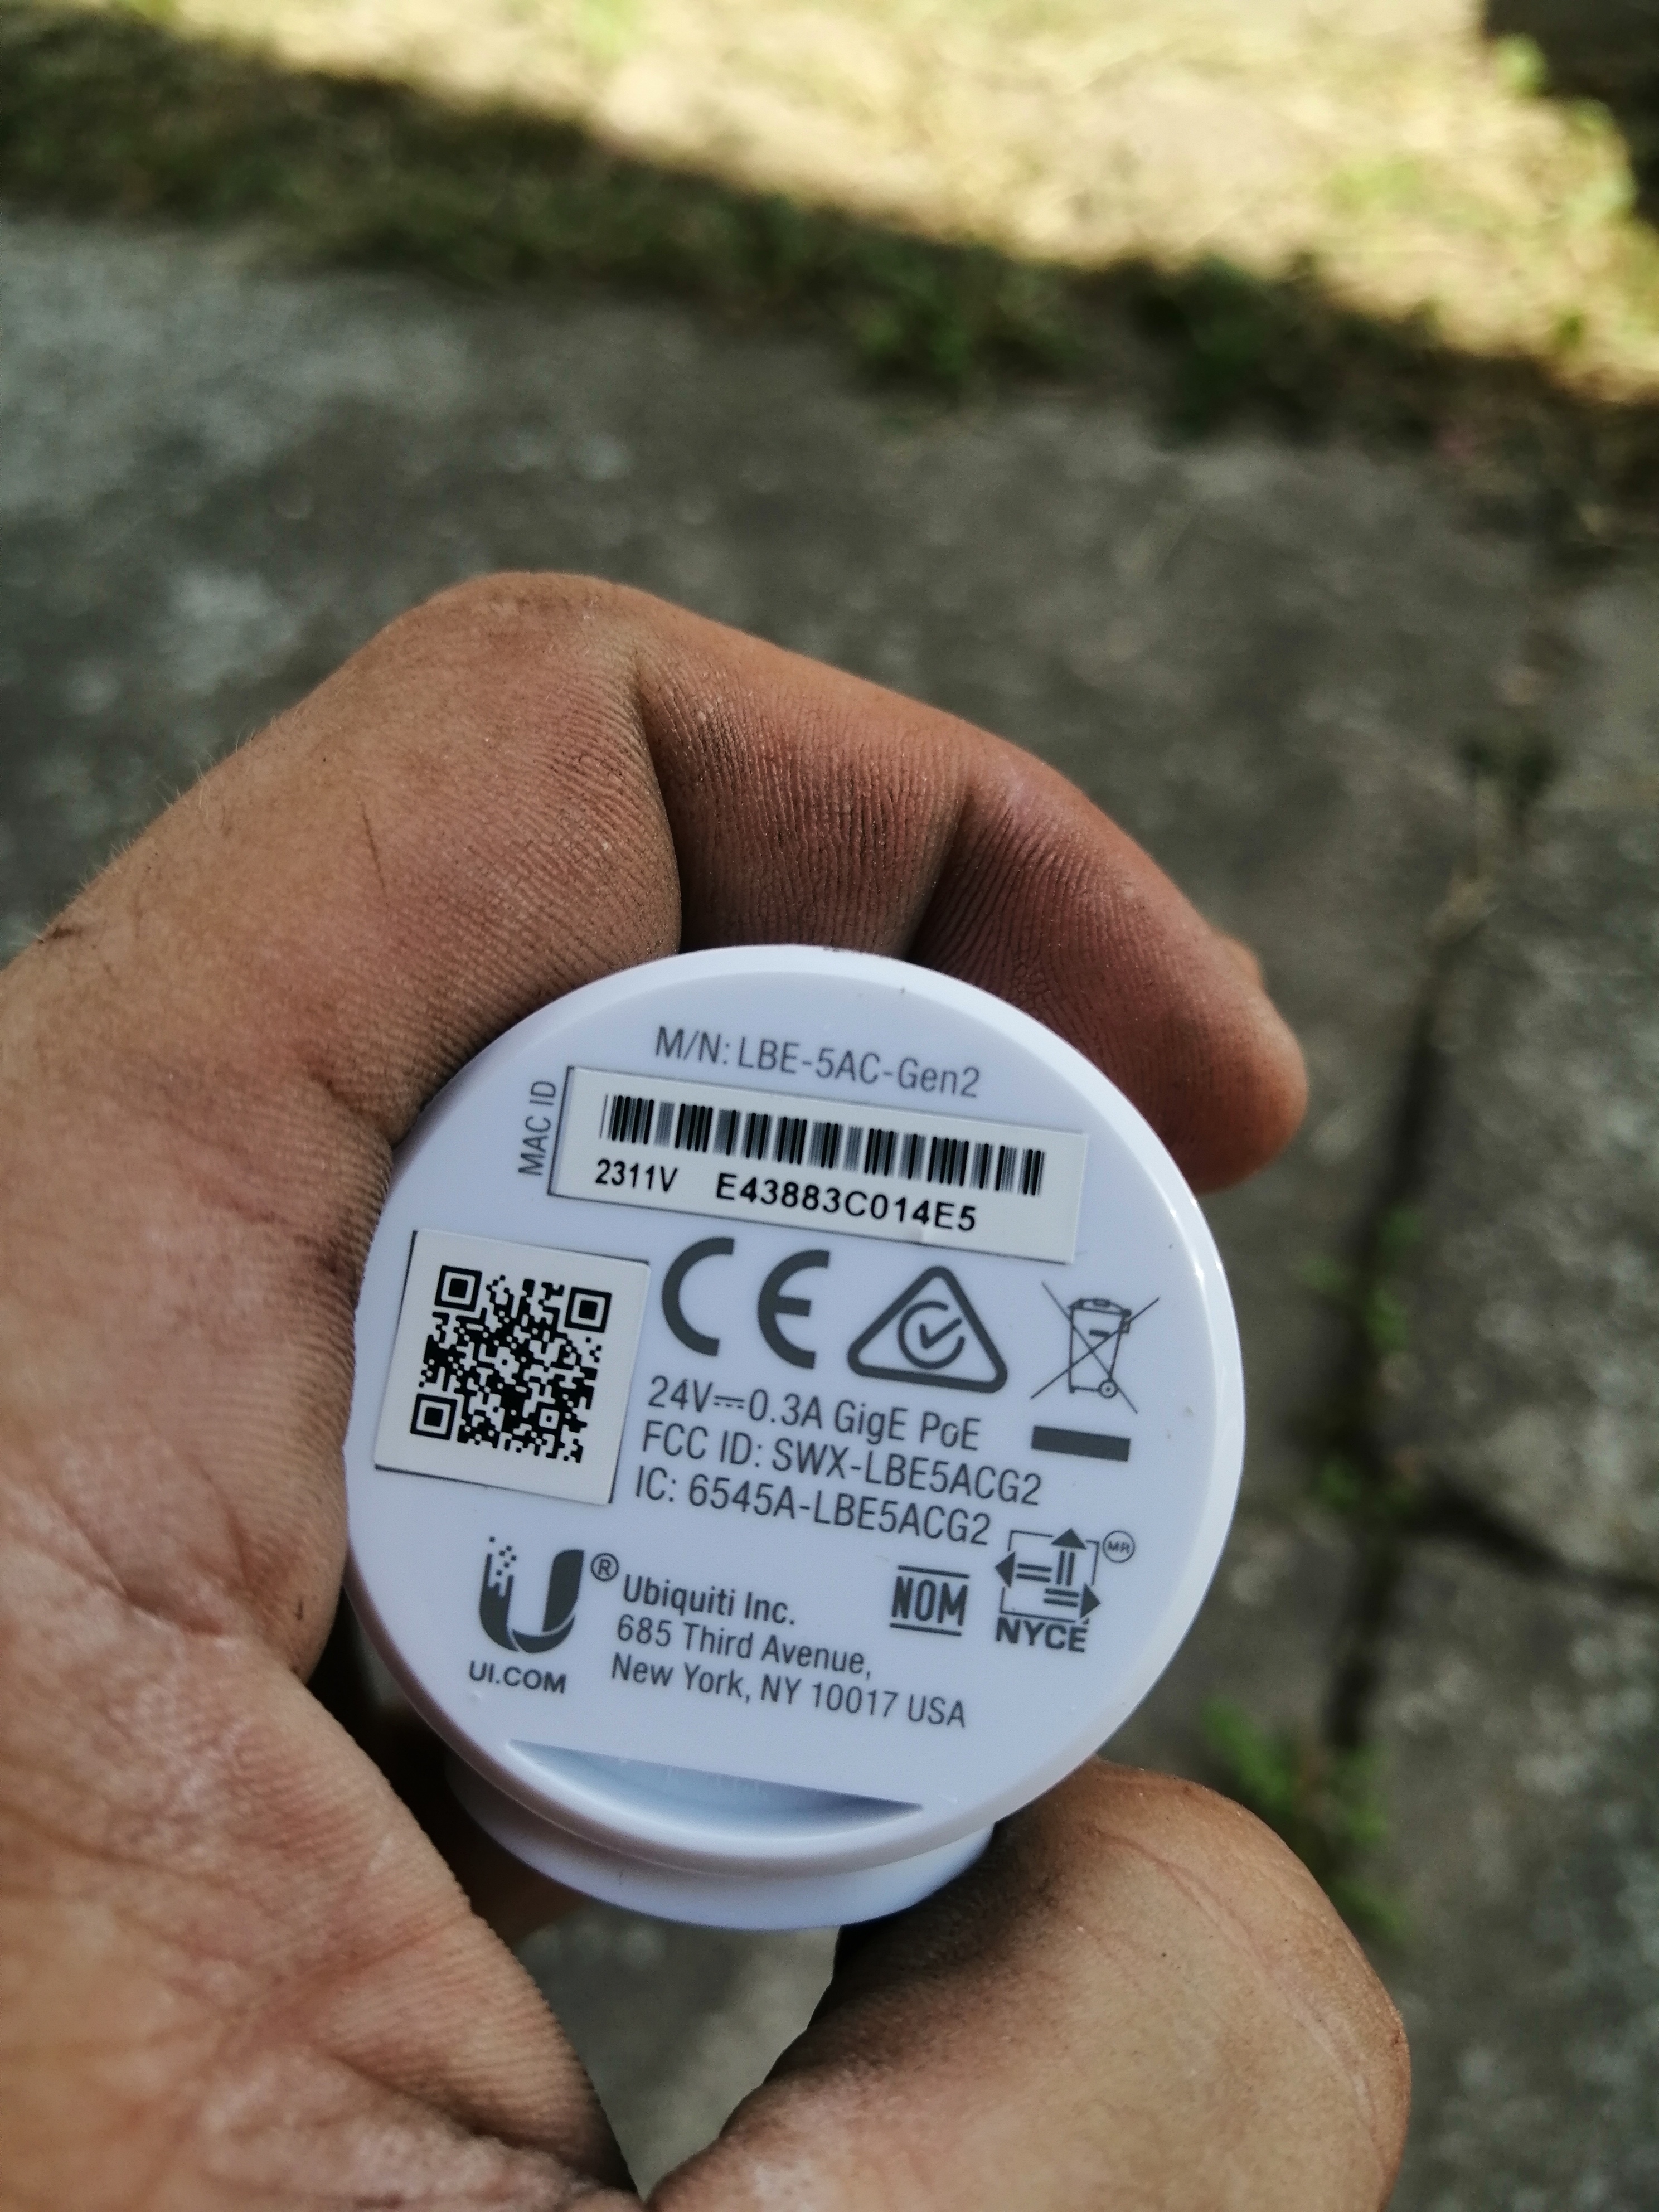 M/N: LBE-5AC-Gen2
MAC ID
2311V E43883C014E5
CE
24V⎓0.3A GigE PoE
FCC ID: SWX-LBE5ACG2
IC: 6545A-LBE5ACG2
MR
NOM
NYCE
U®
UI.COM
Ubiquiti Inc.
685 Third Avenue,
New York, NY 10017 USA